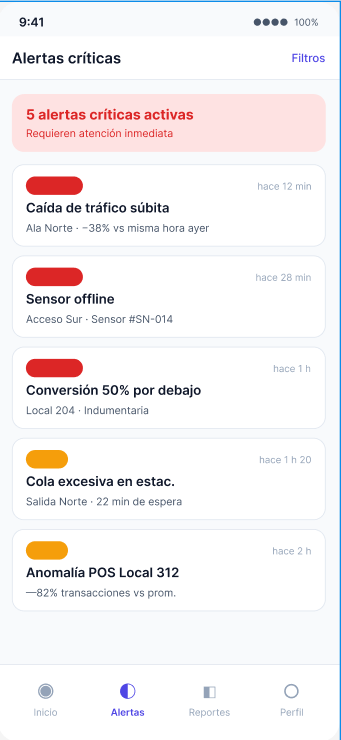 9:41
100%
Alertas críticas
Filtros
5 alertas críticas activas
Requieren atención inmediata
hace 12 min
Caída de tráfico súbita
Ala Norte · −38% vs misma hora ayer
hace 28 min
Sensor offline
Acceso Sur · Sensor #SN-014
hace 1 h
Conversión 50% por debajo
Local 204 · Indumentaria
hace 1 h 20
Cola excesiva en estac.
Salida Norte · 22 min de espera
hace 2 h
Anomalía POS Local 312
—82% transacciones vs prom.
Inicio
Alertas
Reportes
Perfil